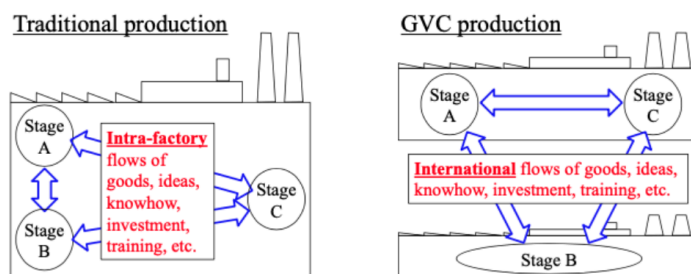 Traditional production
Stage
A
Stage
B
Intra-factory
flows of
goods, ideas,
knowhow,
investment,
training, etc.
Stage
C
GVC production
Stage
A
Stage
C
International flows of goods, ideas,
knowhow, investment, training, etc.
Stage B